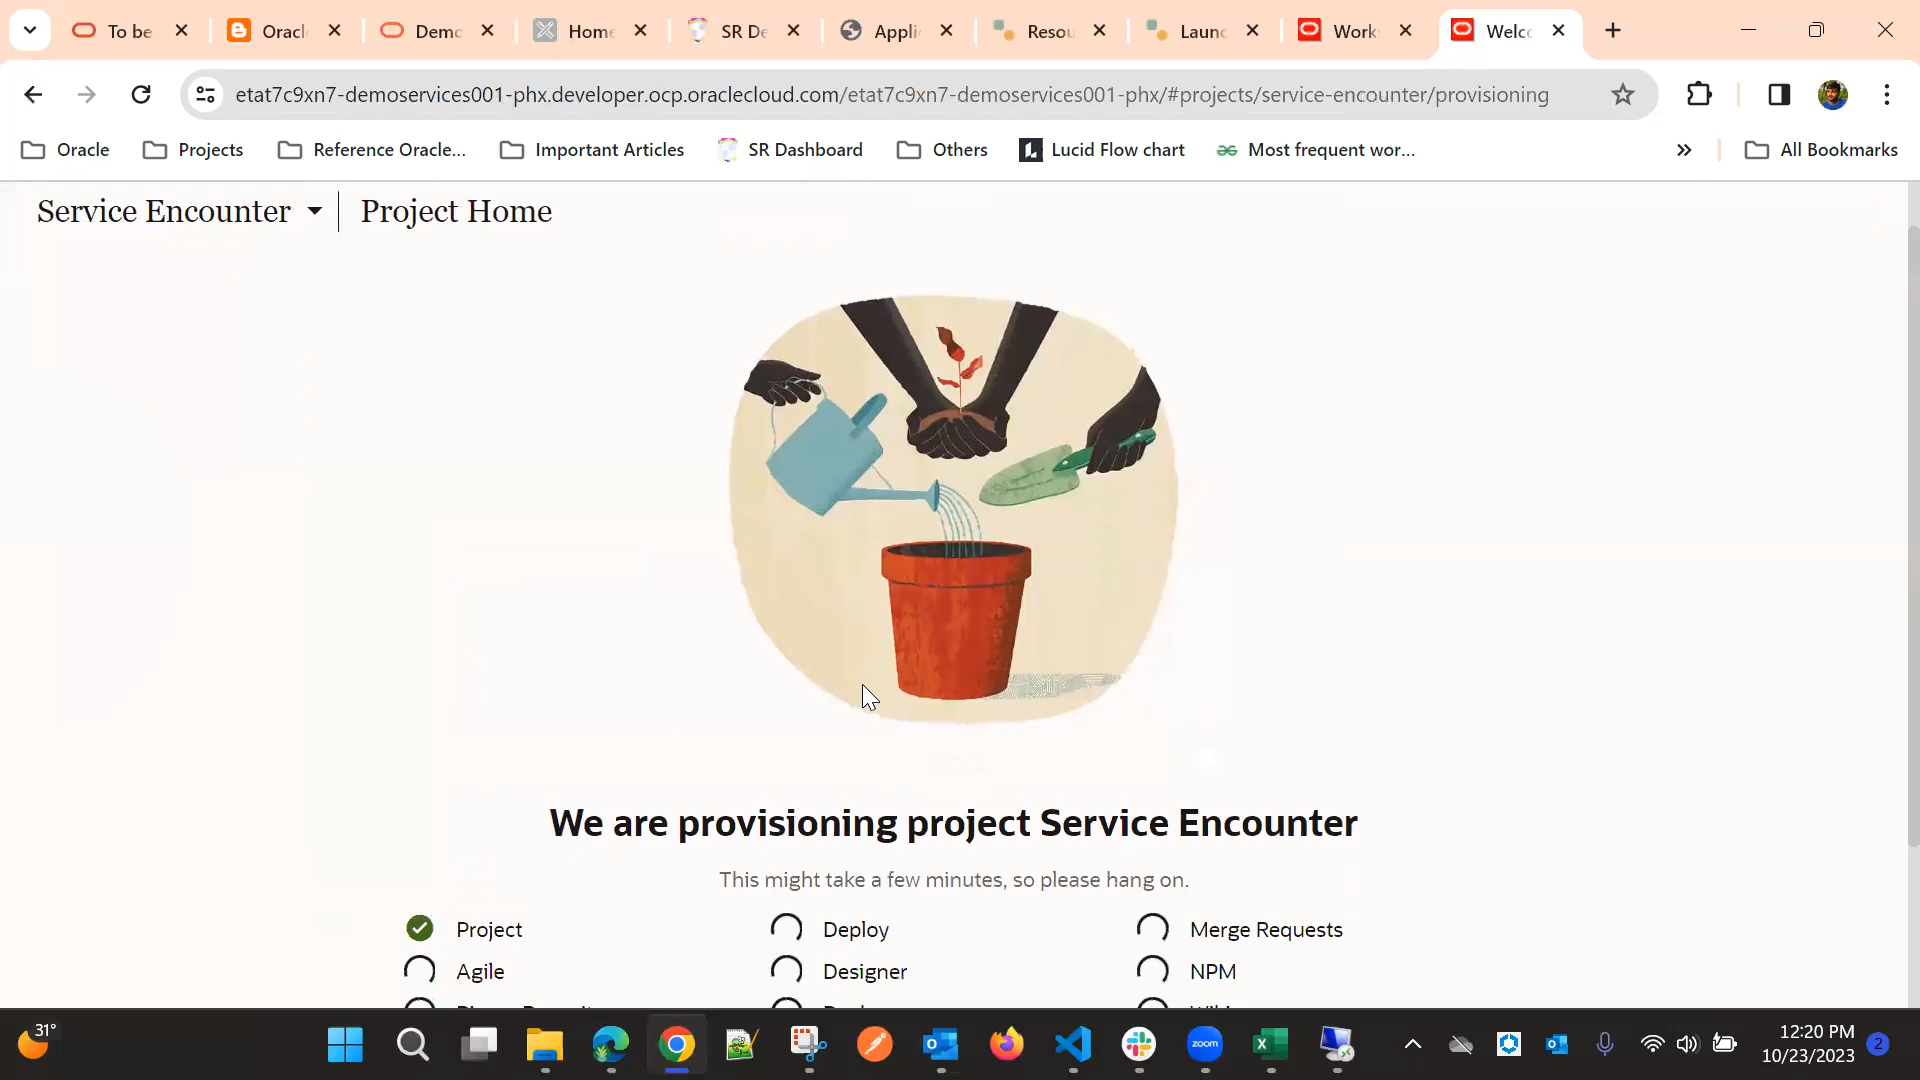 To be
Oracl
Demo
Home
SR De
Appli
Resou
Launc
Work
Welco
etat7c9xn7-demoservices001-phx.developer.ocp.oraclecloud.com/etat7c9xn7-demoservices001-phx/#projects/service-encounter/provisioning
Oracle
Projects
Reference Oracle...
Important Articles
SR Dashboard
Others
Lucid Flow chart
Most frequent wor...
All Bookmarks
Service Encounter
Project Home
We are provisioning project Service Encounter
This might take a few minutes, so please hang on.
Project
Deploy
Merge Requests
Agile
Designer
NPM
31°
zoom
12:20 PM
10/23/2023
2